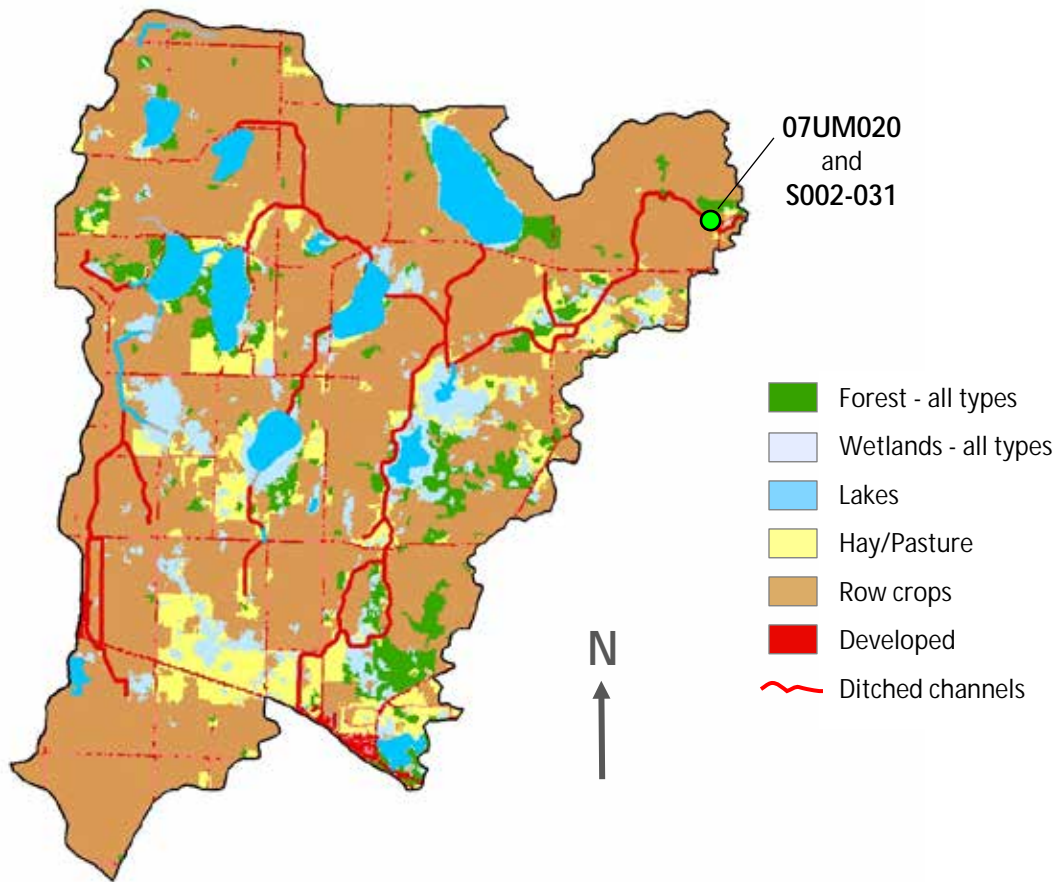 07UM020
and
S002-031
Forest - all types
Wetlands - all types
Lakes
Hay/Pasture
Row crops
Developed
Ditched channels
N